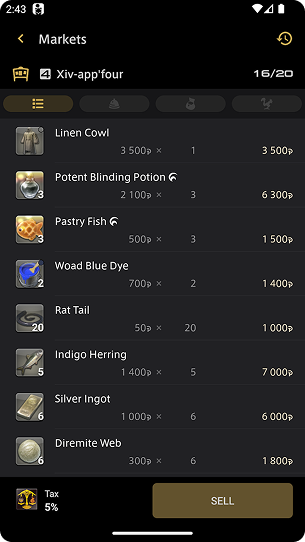 2:43
Markets
4 Xiv-app'four 16/20
Linen Cowl
3 500 × 1 3 500
Potent Blinding Potion
3 2 100 × 3 6 300
Pastry Fish
3 500 × 3 1 500
Woad Blue Dye
2 700 × 2 1 400
Rat Tail
20 50 × 20 1 000
Indigo Herring
5 1 400 × 5 7 000
Silver Ingot
6 1 000 × 6 6 000
Diremite Web
6 300 × 6 1 800
Tax
5%
SELL